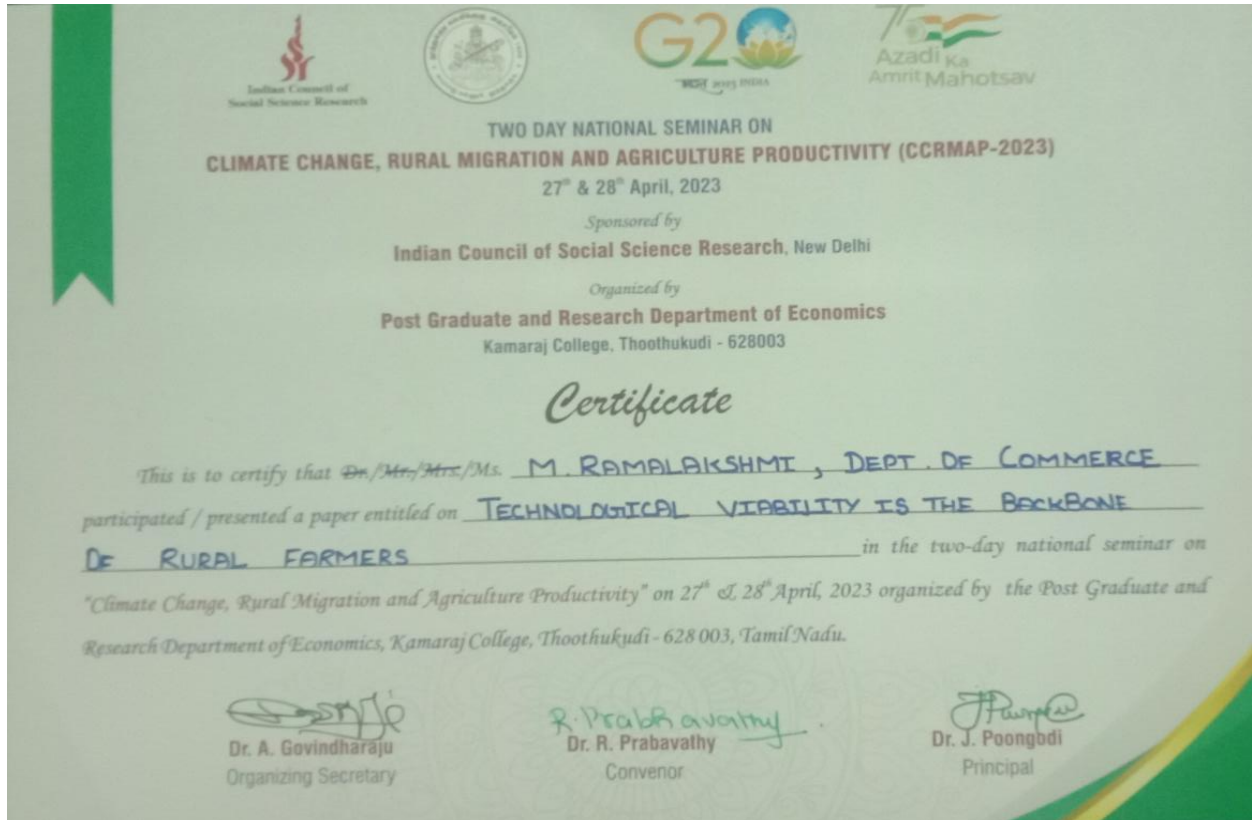 Indian Council of
Social Science Research
G20
भारत 2023 INDIA
Azadi Ka
Amrit Mahotsav
TWO DAY NATIONAL SEMINAR ON
CLIMATE CHANGE, RURAL MIGRATION AND AGRICULTURE PRODUCTIVITY (CCRMAP-2023)
27th & 28th April, 2023
Sponsored by
Indian Council of Social Science Research, New Delhi
Organized by
Post Graduate and Research Department of Economics
Kamaraj College, Thoothukudi - 628003
Certificate
This is to certify that Dr./Mr./Mrs./Ms. M. RAMALAKSHMI, DEPT. OF COMMERCE
participated / presented a paper entitled on TECHNOLOGICAL VIABILITY IS THE BACKBONE
OF RURAL FARMERS in the two-day national seminar on
"Climate Change, Rural Migration and Agriculture Productivity" on 27th & 28th April, 2023 organized by the Post Graduate and
Research Department of Economics, Kamaraj College, Thoothukudi - 628 003, Tamil Nadu.
R. Prabhavathy
Dr. A. Govindharaju
Organizing Secretary
Dr. R. Prabavathy
Convenor
Dr. J. Poongodi
Principal